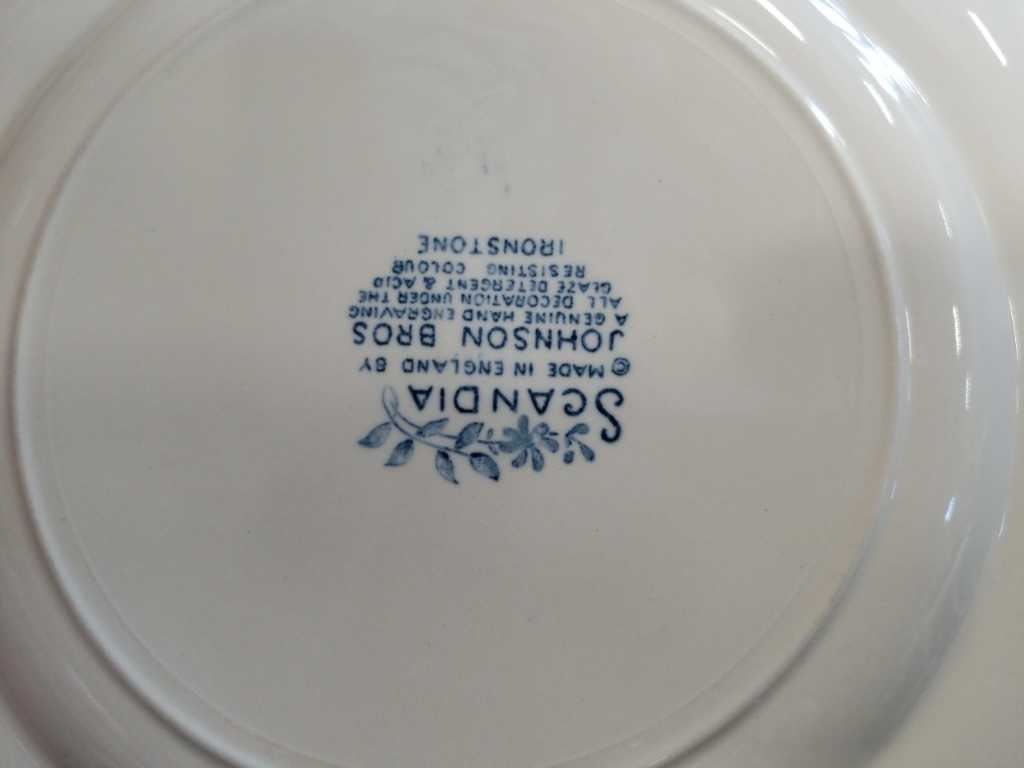 SCANDIA
© MADE IN ENGLAND BY
JOHNSON BROS
A GENUINE HAND ENGRAVING
ALL DECORATION UNDER THE
GLAZE DETERGENT & ACID
RESISTING COLOUR
IRONSTONE